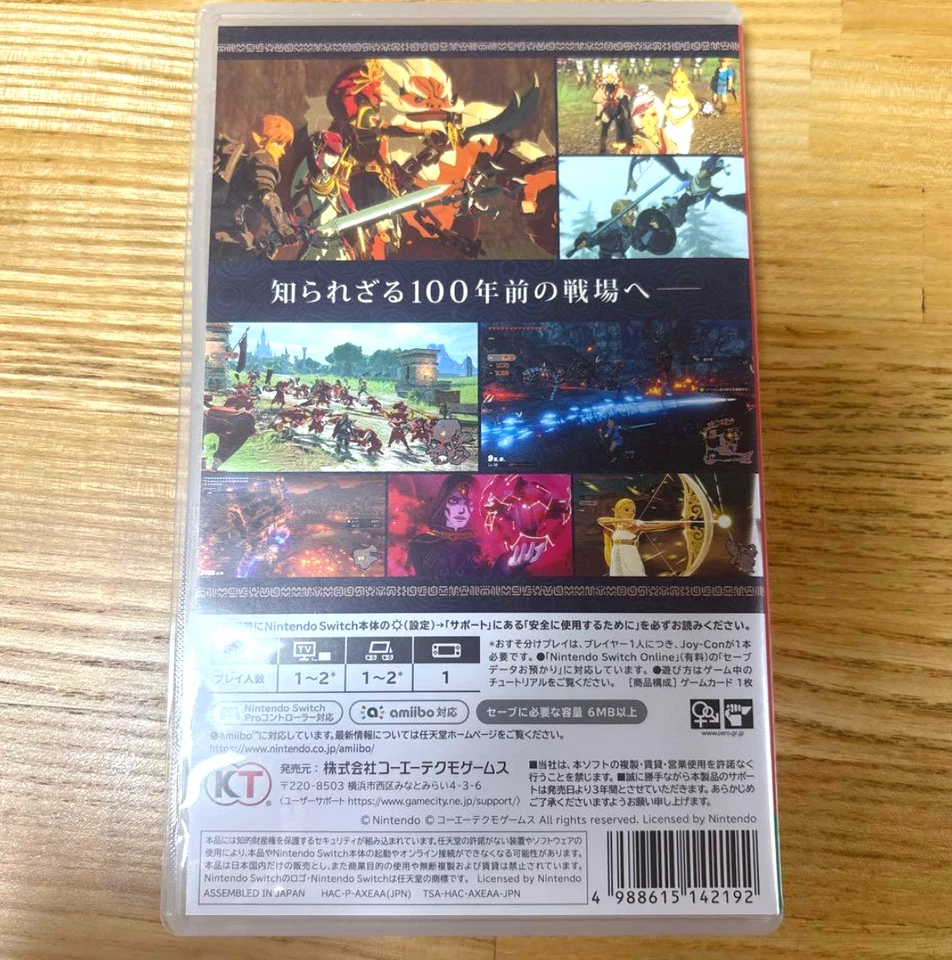 知られざる100年前の戦場へ――
9K.O.
前にNintendo Switch本体の(設定)→「サポート」にある「安全に使用するために」を必ずお読みください。
TV
プレイ人数
1~2*
1~2*
1
*おすそ分けプレイは、プレイヤー1人につき、Joy-Conが1本
必要です。●「Nintendo Switch Online」(有料)の「セーブ
データお預かり」に対応しています。●遊び方はゲーム中の
チュートリアルをご覧ください。 [商品構成] ゲームカード 1枚
Nintendo Switch
Proコントローラー対応
amiibo 対応
セーブに必要な容量 6MB以上
●amiibo™に対応しています。最新情報については任天堂ホームページをご覧ください。
https://www.nintendo.co.jp/amiibo/
www.cero.gr.jp
KT
発売元: 株式会社コーエーテクモゲームス
〒220-8503 横浜市西区みなとみらい4-3-6
〈ユーザーサポート https://www.gamecity.ne.jp/support/〉
■当社は、本ソフトの複製・賃貸・営業使用を許諾なく
行うことを禁じます。■誠に勝手ながら本製品のサポー
トは発売日より3年間とさせていただきます。あらかじめ
ご了承くださいますようお願い申し上げます。
© Nintendo © コーエーテクモゲームス All rights reserved. Licensed by Nintendo
本品には知的財産権を保護するセキュリティが組み込まれています。任天堂の許諾がない装置やソフトウェアの
使用により、本品やNintendo Switch本体の起動やオンライン接続ができなくなる可能性があります。
本品は日本国内だけの販売とし、また商業目的の使用や無断複製および賃貸は禁止されています。
Nintendo Switchのロゴ・Nintendo Switchは任天堂の商標です。 Licensed by Nintendo
ASSEMBLED IN JAPAN HAC-P-AXEAA(JPN) TSA-HAC-AXEAA-JPN
4 988615 142192